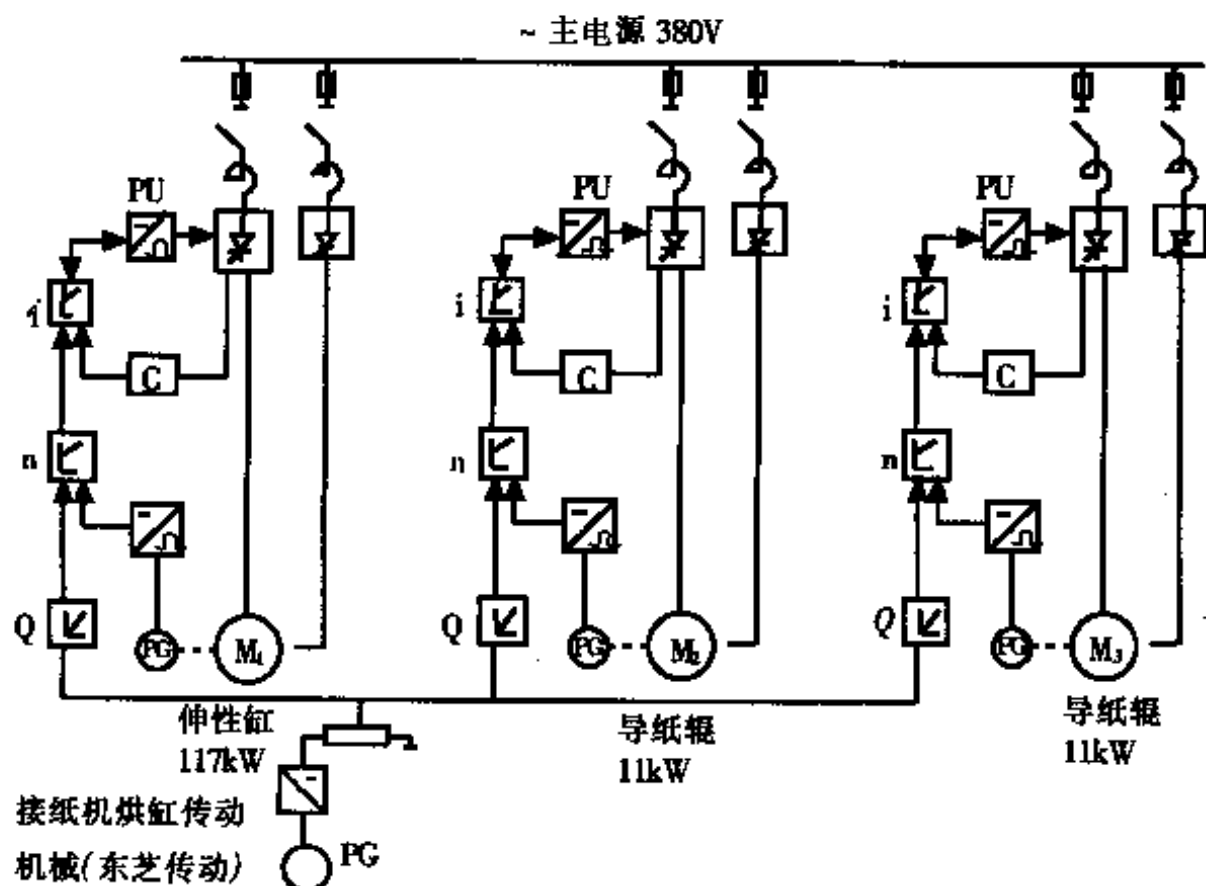 ~ 主电源 380V
PU
PU
PU
i
i
i
C
C
C
n
n
n
Q
Q
Q
PG
M1
PG
M2
PG
M3
伸性缸
117kW
导纸辊
11kW
导纸辊
11kW
接纸机烘缸传动
机械(东芝传动)
PG